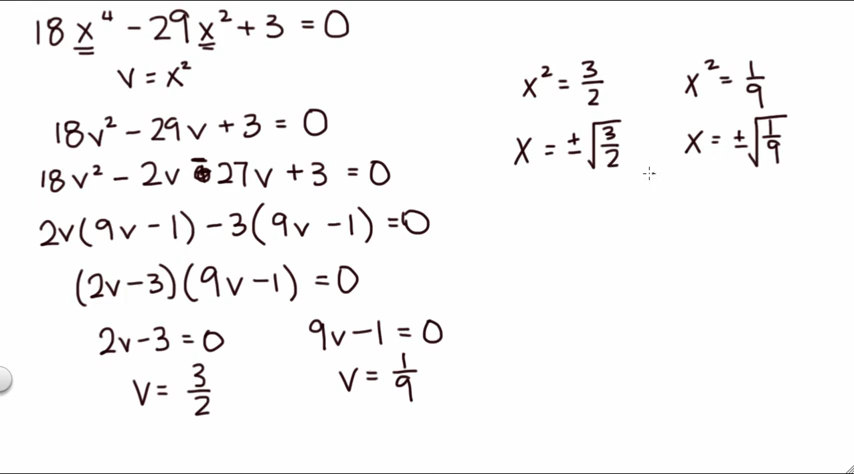 18x⁴ - 29x² + 3 = 0
v = x²
18v² - 29v + 3 = 0
18v² - 2v - 27v + 3 = 0
2v(9v - 1) - 3(9v - 1) = 0
(2v - 3)(9v - 1) = 0
2v - 3 = 0    9v - 1 = 0
v = 3/2    v = 1/9
x² = 3/2    x² = 1/9
x = ±√(3/2)    x = ±√(1/9)